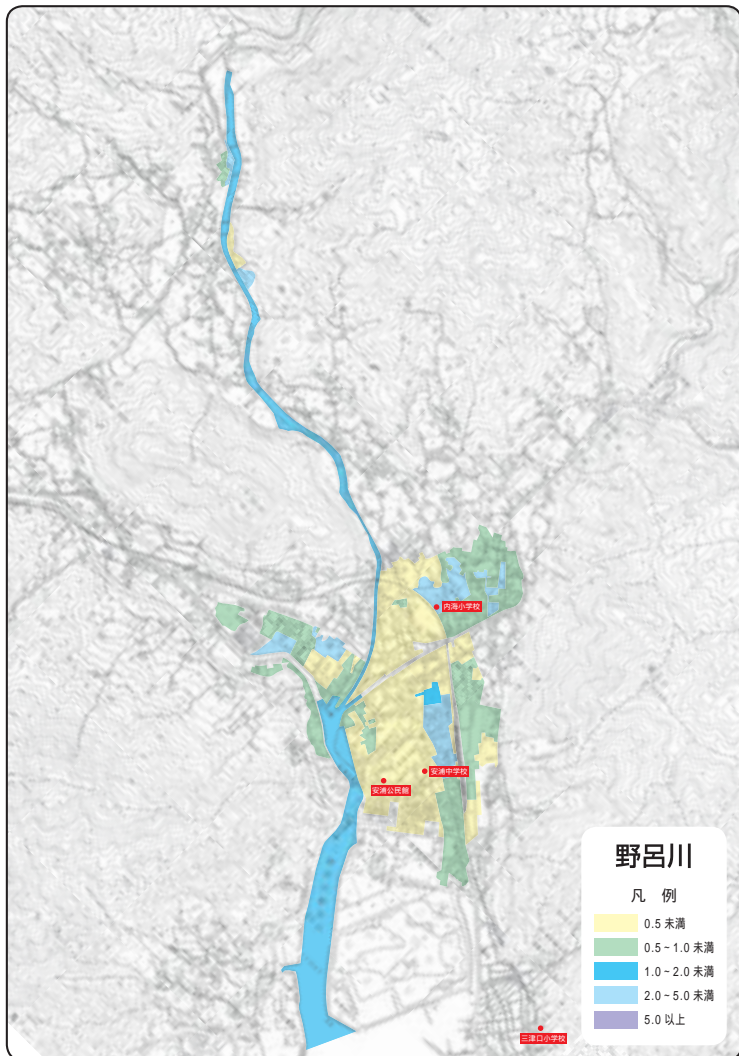 内海小学校
安浦中学校
安浦公民館
野呂川
凡 例
0.5 未満
0.5~1.0 未満
1.0~2.0 未満
2.0~5.0 未満
5.0 以上
三津口小学校